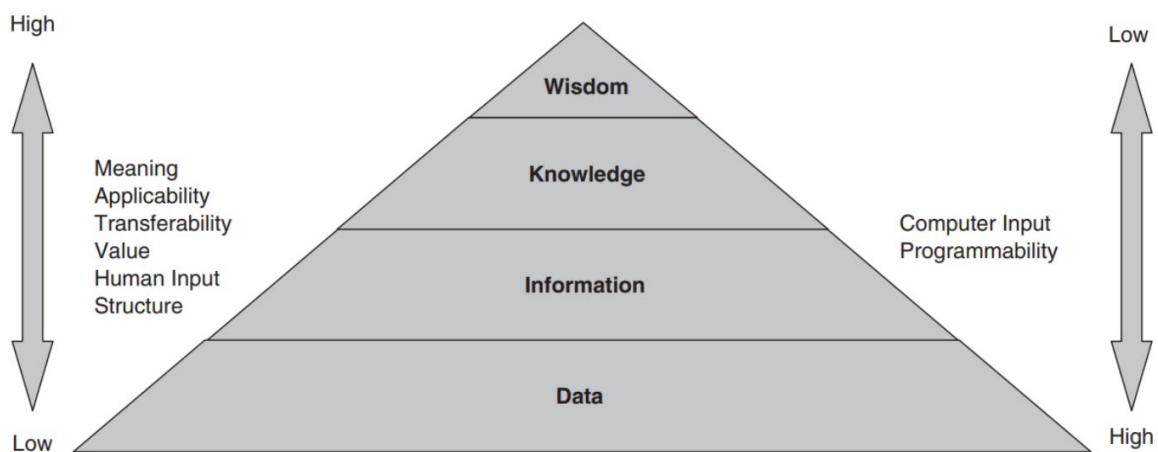 High
Low
Wisdom
Meaning
Applicability
Transferability
Value
Human Input
Structure
Knowledge
Computer Input
Programmability
Information
Data
Low
High